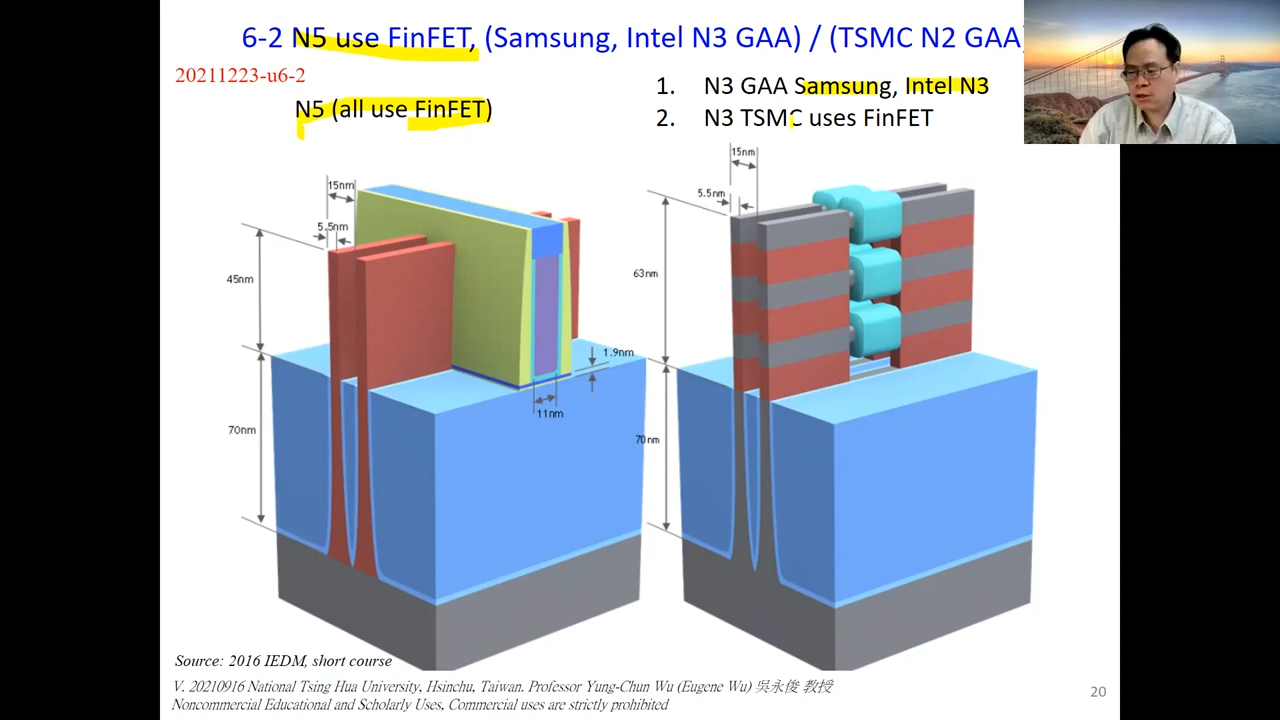 6-2 N5 use FinFET, (Samsung, Intel N3 GAA) / (TSMC N2 GAA)
20211223-u6-2
N5 (all use FinFET)
1. N3 GAA Samsung, Intel N3
2. N3 TSMC uses FinFET
15nm
5.5nm
45nm
70nm
1.9nm
11nm
15nm
5.5nm
63nm
70nm
Source: 2016 IEDM, short course
V. 20210916 National Tsing Hua University, Hsinchu, Taiwan. Professor Yung-Chun Wu (Eugene Wu) 吳永俊 教授
Noncommercial Educational and Scholarly Uses, Commercial uses are strictly prohibited
20